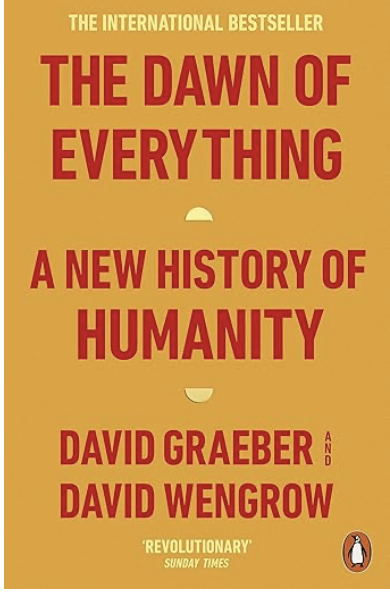 THE INTERNATIONAL BESTSELLER
THE DAWN OF
EVERYTHING
A NEW HISTORY OF
HUMANITY
DAVID GRAEBER AND
DAVID WENGROW
'REVOLUTIONARY'
SUNDAY TIMES